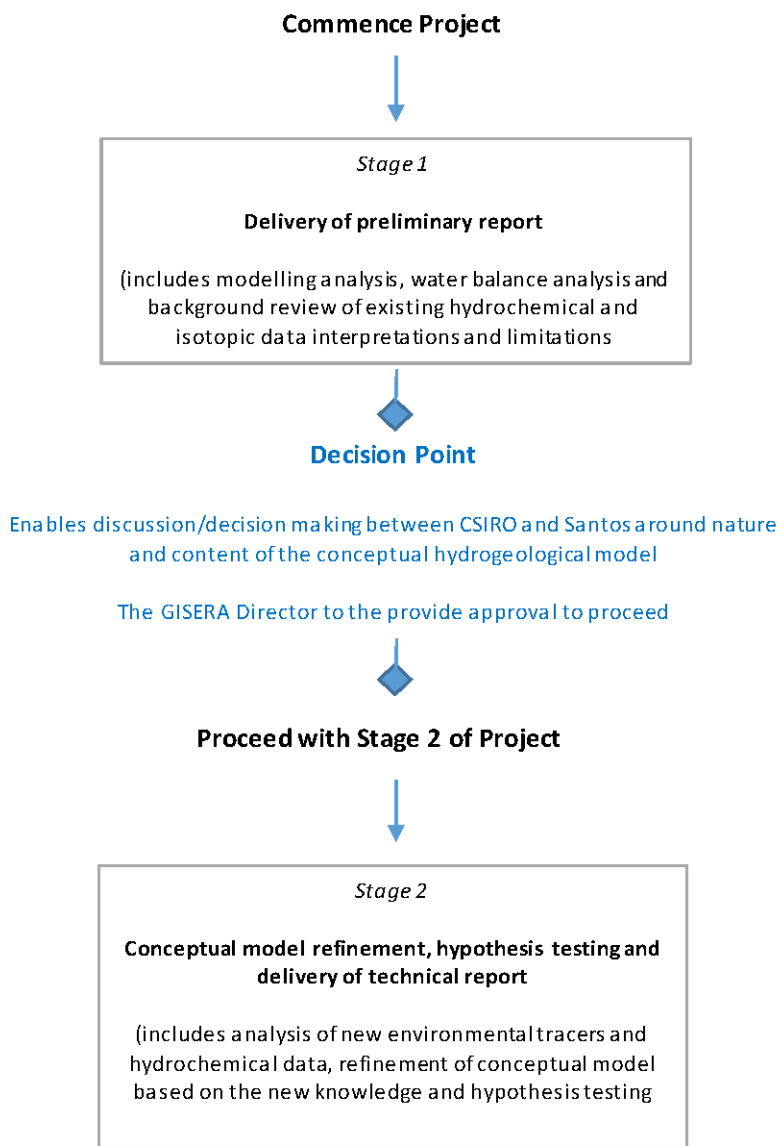 Commence Project
Stage 1
Delivery of preliminary report
(includes modelling analysis, water balance analysis and
background review of existing hydrochemical and
isotopic data interpretations and limitations
Decision Point
Enables discussion/decision making between CSIRO and Santos around nature
and content of the conceptual hydrogeological model
The GISERA Director to the provide approval to proceed
Proceed with Stage 2 of Project
Stage 2
Conceptual model refinement, hypothesis testing and
delivery of technical report
(includes analysis of new environmental tracers and
hydrochemical data, refinement of conceptual model
based on the new knowledge and hypothesis testing